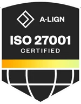 A-LIGN
ISO 27001
CERTIFIED